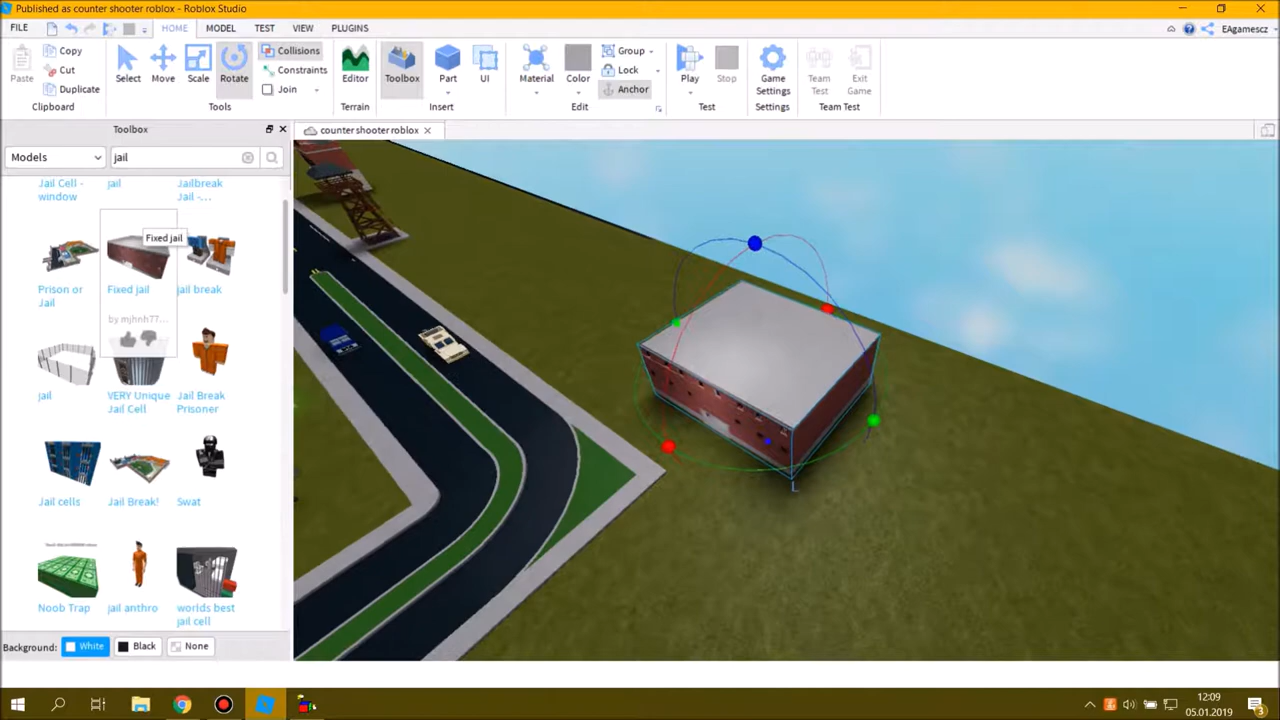 Published as counter shooter roblox - Roblox Studio
FILE HOME MODEL TEST VIEW PLUGINS EAgamescz
Paste Copy Cut Duplicate Clipboard
Select Move Scale Rotate Collisions Constraints Join Tools
Editor Terrain
Toolbox Part UI Insert
Material Color Group Lock Anchor Edit
Play Stop Test
Game Settings Settings
Team Test Exit Game Team Test
Toolbox
counter shooter roblox
Models jail
Jail Cell - window
jail
Jailbreak Jail -...
Fixed jail
Prison or Jail
Fixed jail
by mjhnh77...
jail break
jail
VERY Unique Jail Cell
Jail Break Prisoner
Jail cells
Jail Break!
Swat
Noob Trap
jail anthro
worlds best jail cell
Background: White Black None
L
12:09
05.01.2019
3